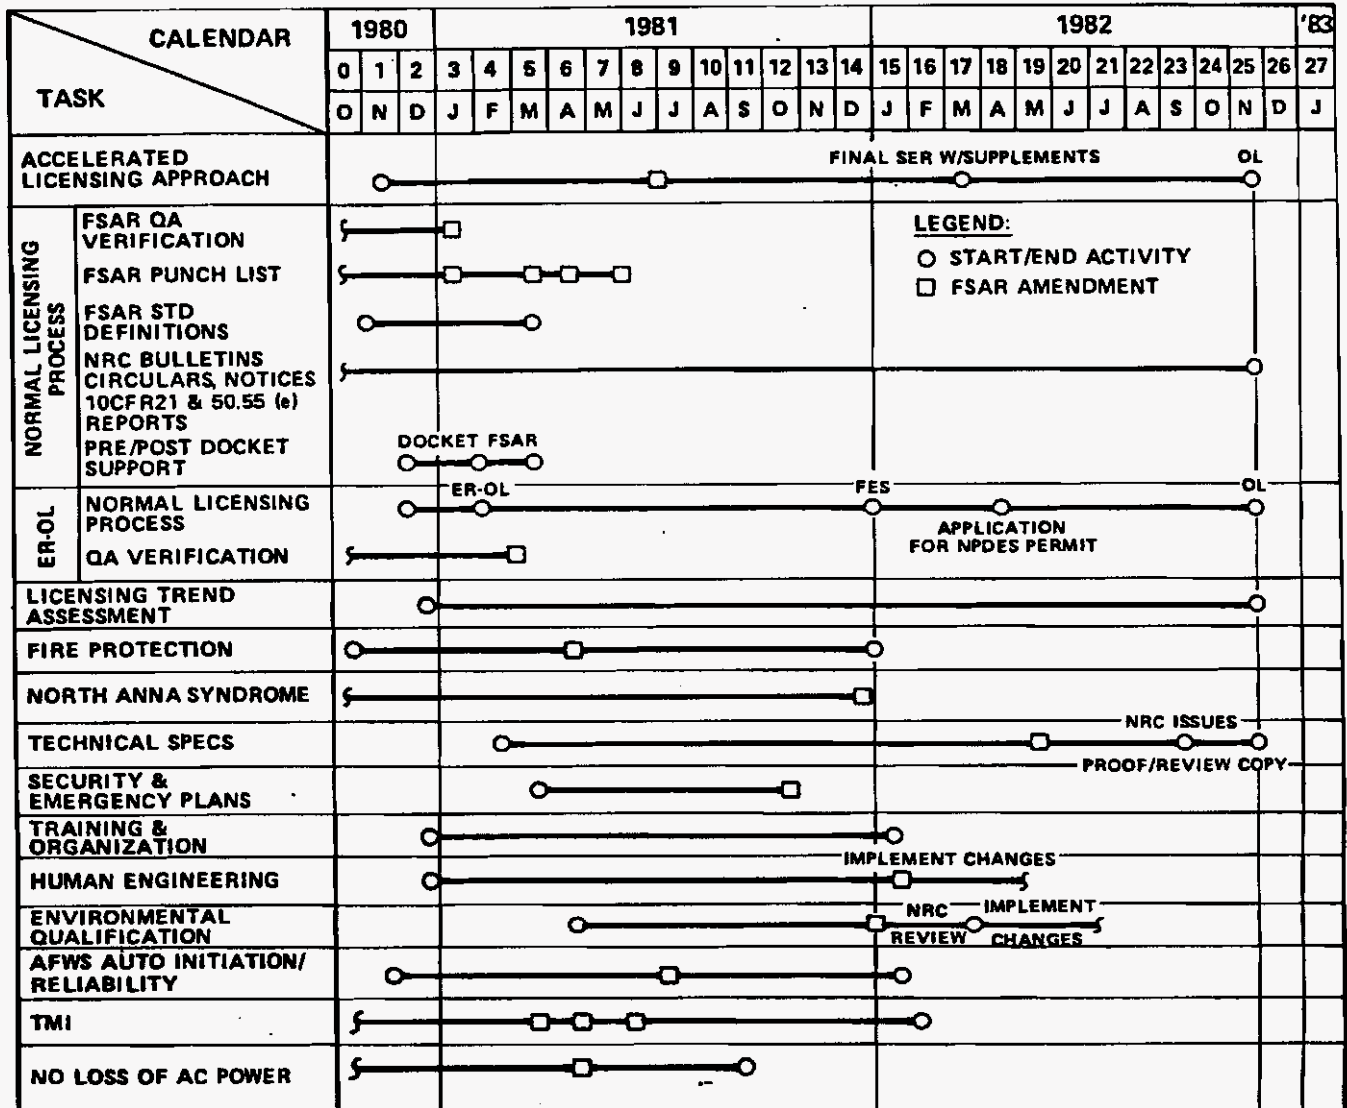 CALENDAR
TASK
1980 1981 1982 '83
0 1 2 3 4 5 6 7 8 9 10 11 12 13 14 15 16 17 18 19 20 21 22 23 24 25 26 27
O N D J F M A M J J A S O N D J F M A M J J A S O N D J
ACCELERATED
LICENSING APPROACH
FINAL SER W/SUPPLEMENTS
OL
NORMAL LICENSING
PROCESS
FSAR QA
VERIFICATION
LEGEND:
START/END ACTIVITY
FSAR AMENDMENT
FSAR PUNCH LIST
FSAR STD
DEFINITIONS
NRC BULLETINS
CIRCULARS, NOTICES
10CFR21 & 50.55 (e)
REPORTS
PRE/POST DOCKET
SUPPORT
DOCKET FSAR
ER-OL
NORMAL LICENSING
PROCESS
ER-OL
FES
OL
APPLICATION
FOR NPDES PERMIT
QA VERIFICATION
LICENSING TREND
ASSESSMENT
FIRE PROTECTION
NORTH ANNA SYNDROME
TECHNICAL SPECS
NRC ISSUES
PROOF/REVIEW COPY
SECURITY &
EMERGENCY PLANS
TRAINING &
ORGANIZATION
HUMAN ENGINEERING
IMPLEMENT CHANGES
ENVIRONMENTAL
QUALIFICATION
NRC
REVIEW
IMPLEMENT
CHANGES
AFWS AUTO INITIATION/
RELIABILITY
TMI
NO LOSS OF AC POWER